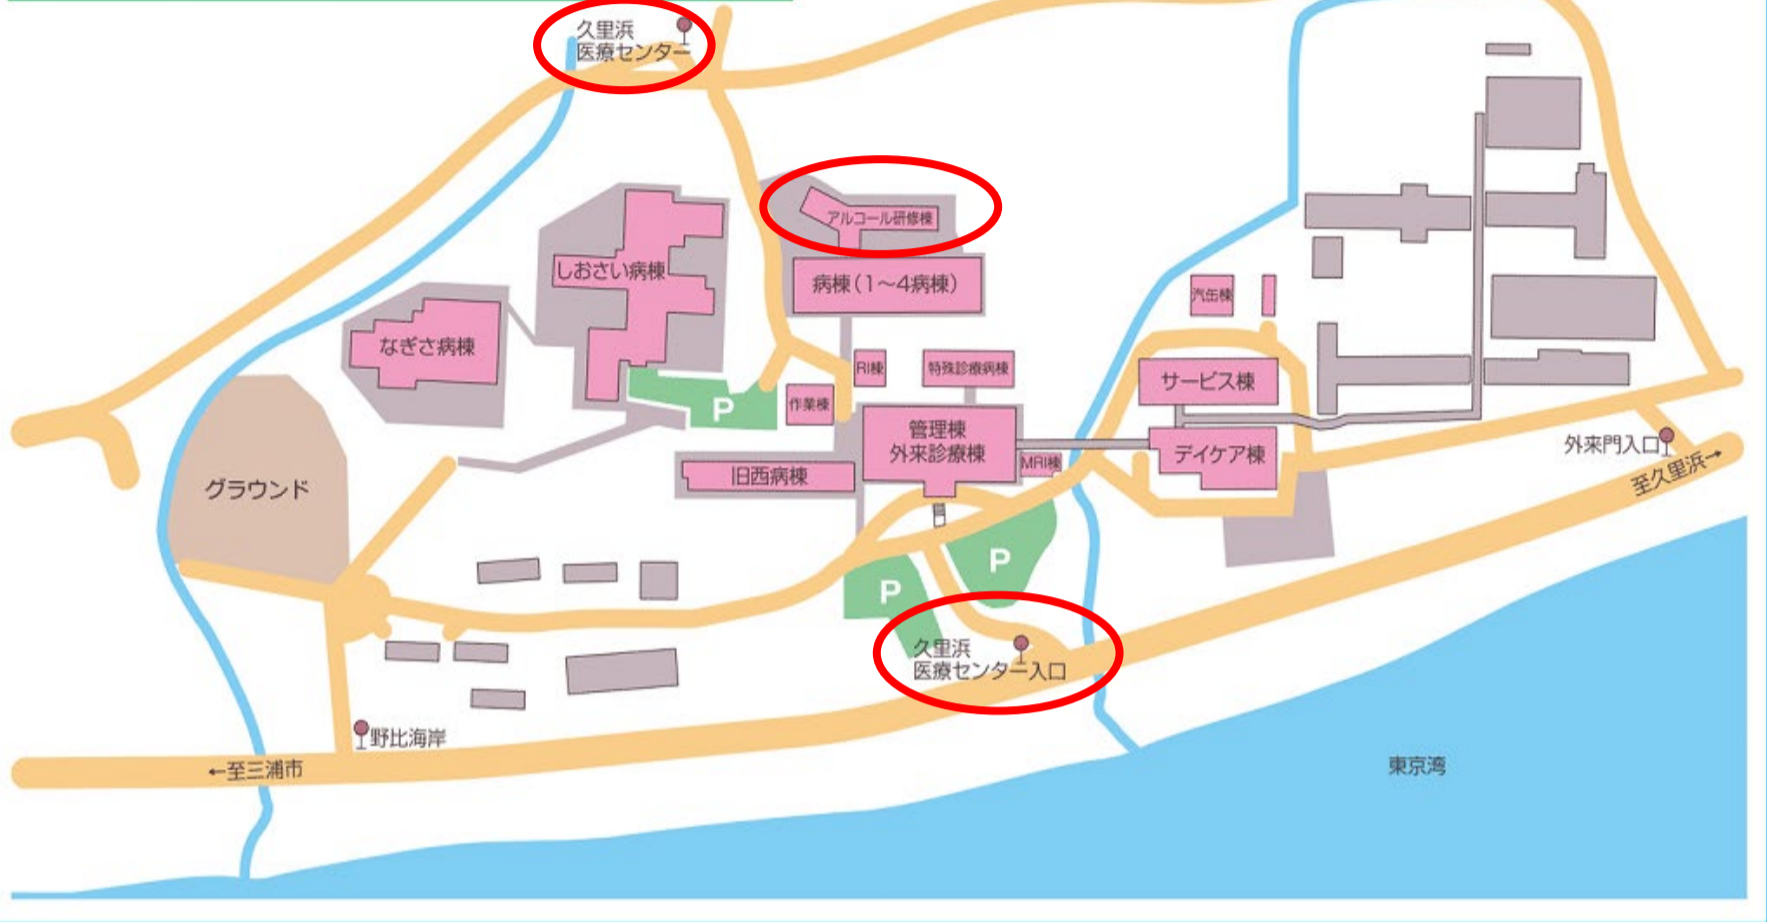 久里浜
医療センター
アルコール研修棟
しおさい病棟
病棟(1〜4病棟)
汽缶棟
なぎさ病棟
RI棟
特殊診療病棟
サービス棟
作業棟
P
管理棟
外来診療棟
MRI棟
デイケア棟
外来門入口
旧西病棟
至久里浜→
グラウンド
P
P
久里浜
医療センター入口
野比海岸
←至三浦市
東京湾